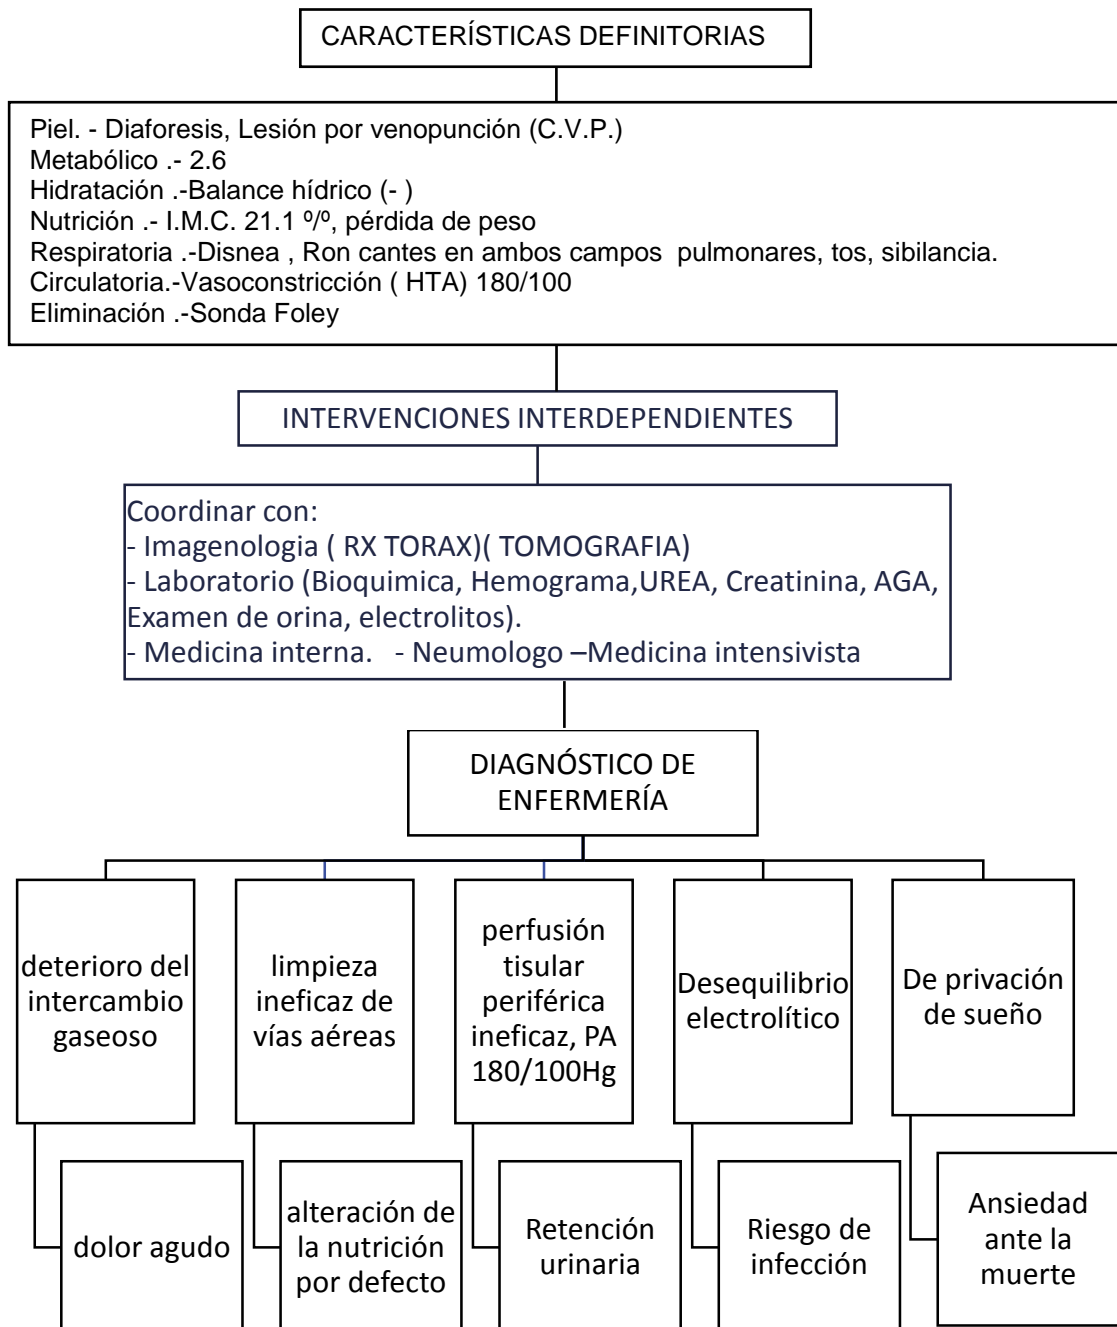 CARACTERÍSTICAS DEFINITORIAS
Piel. - Diaforesis, Lesión por venopunción (C.V.P.)
Metabólico .- 2.6
Hidratación .-Balance hídrico (- )
Nutrición .- I.M.C. 21.1 º/º, pérdida de peso
Respiratoria .-Disnea , Ron cantes en ambos campos pulmonares, tos, sibilancia.
Circulatoria.-Vasoconstricción ( HTA) 180/100
Eliminación .-Sonda Foley
INTERVENCIONES INTERDEPENDIENTES
Coordinar con:
- Imagenologia ( RX TORAX)( TOMOGRAFIA)
- Laboratorio (Bioquimica, Hemograma,UREA, Creatinina, AGA,
Examen de orina, electrolitos).
- Medicina interna. - Neumologo –Medicina intensivista
DIAGNÓSTICO DE
ENFERMERÍA
deterioro del
intercambio
gaseoso
limpieza
ineficaz de
vías aéreas
perfusión
tisular
periférica
ineficaz, PA
180/100Hg
Desequilibrio
electrolítico
De privación
de sueño
dolor agudo
alteración de
la nutrición
por defecto
Retención
urinaria
Riesgo de
infección
Ansiedad
ante la
muerte